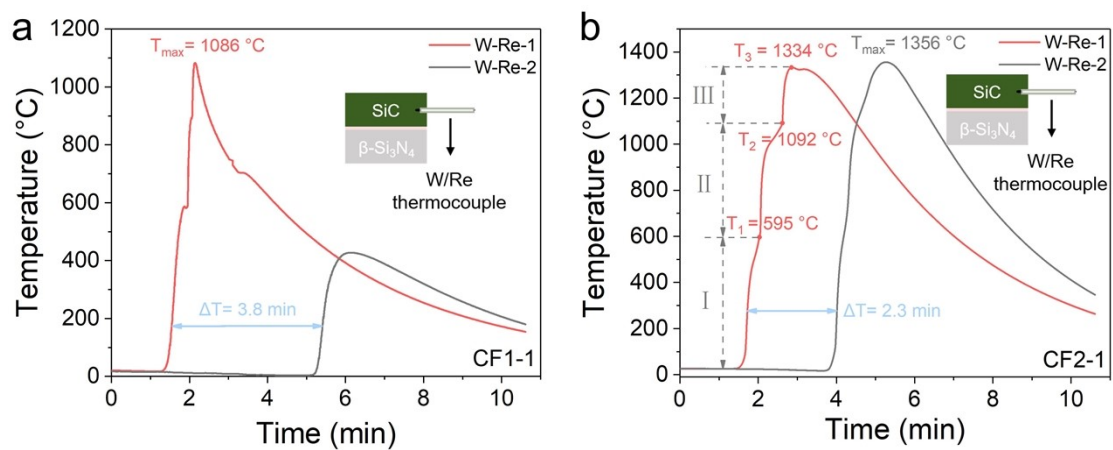 a
Temperature (°C)
1200
1000
800
600
400
200
0
T_max = 1086 °C
W-Re-1
W-Re-2
SiC
β-Si₃N₄
W/Re
thermocouple
ΔT= 3.8 min
CF1-1
0 2 4 6 8 10
Time (min)
b
Temperature (°C)
1400
1200
1000
800
600
400
200
0
T₃ = 1334 °C
T_max = 1356 °C
W-Re-1
W-Re-2
SiC
β-Si₃N₄
W/Re
thermocouple
III
T₂ = 1092 °C
II
T₁ = 595 °C
I
ΔT= 2.3 min
CF2-1
0 2 4 6 8 10
Time (min)